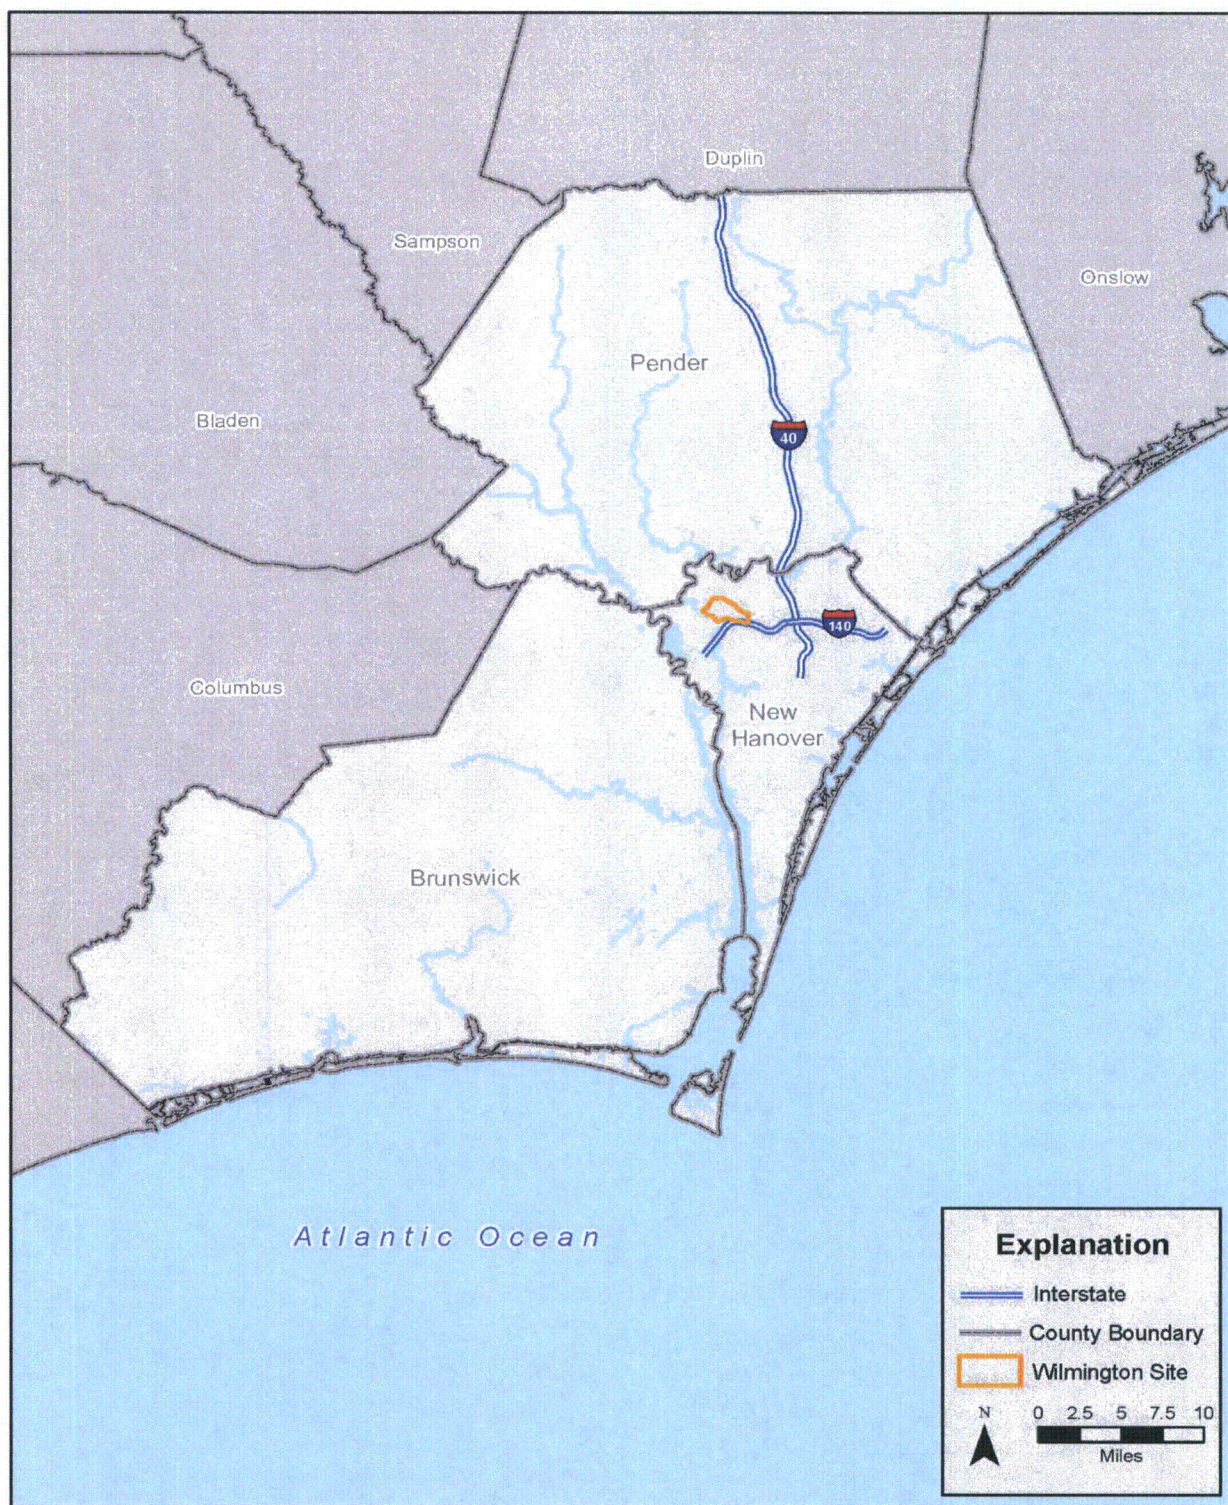 Duplin
Sampson
Onslow
Pender
Bladen
40
140
Columbus
New
Hanover
Brunswick
Atlantic Ocean
Explanation
Interstate
County Boundary
Wilmington Site
N
0 2.5 5 7.5 10
Miles